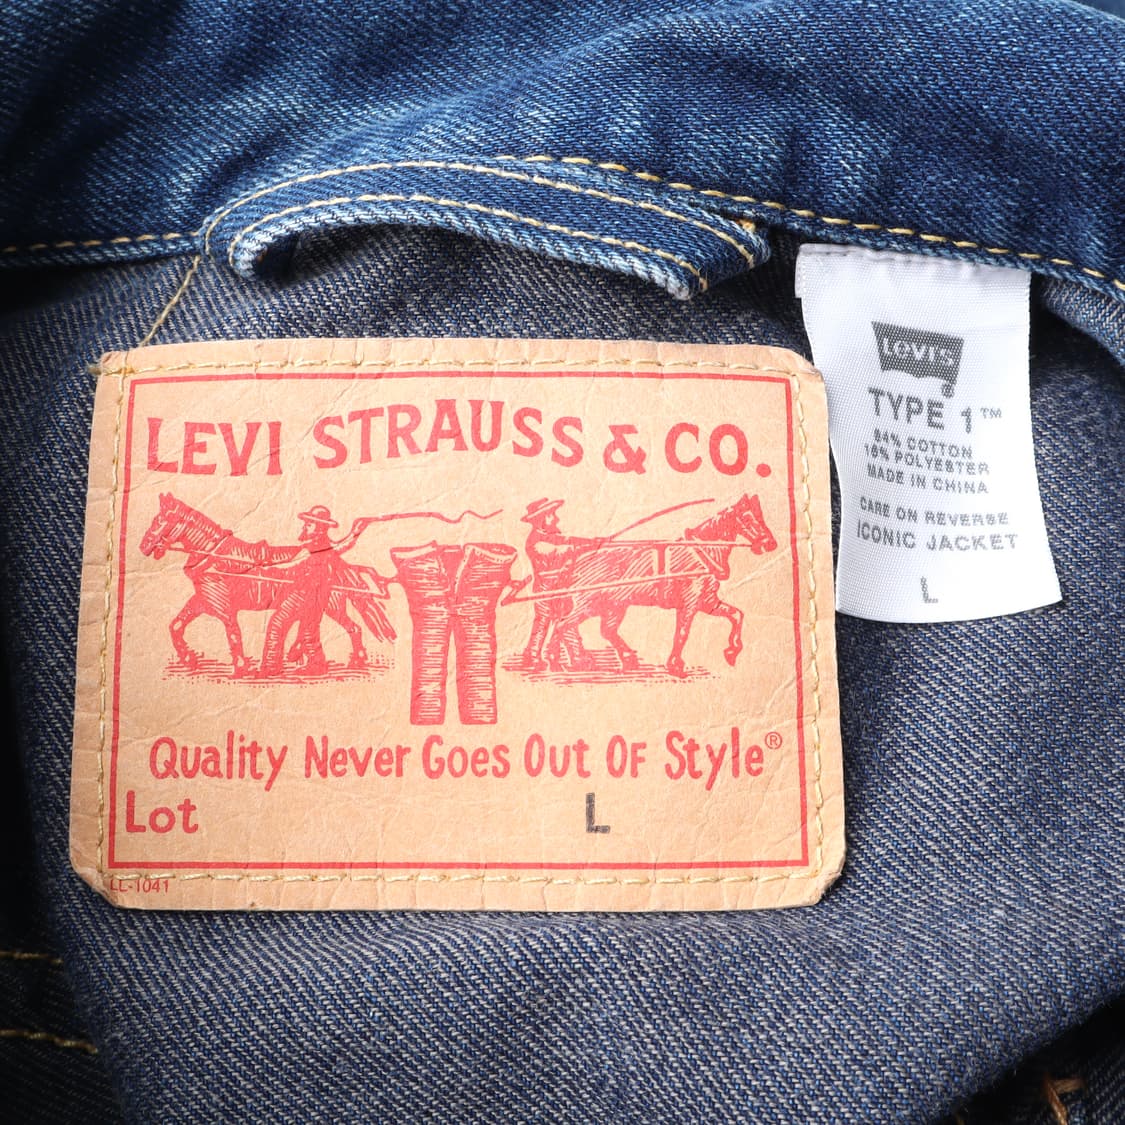 LEVI STRAUSS & CO.
Quality Never Goes Out Of Style®
Lot L
LL-1041
Levi's
TYPE 1™
84% COTTON
16% POLYESTER
MADE IN CHINA
CARE ON REVERSE
ICONIC JACKET
L